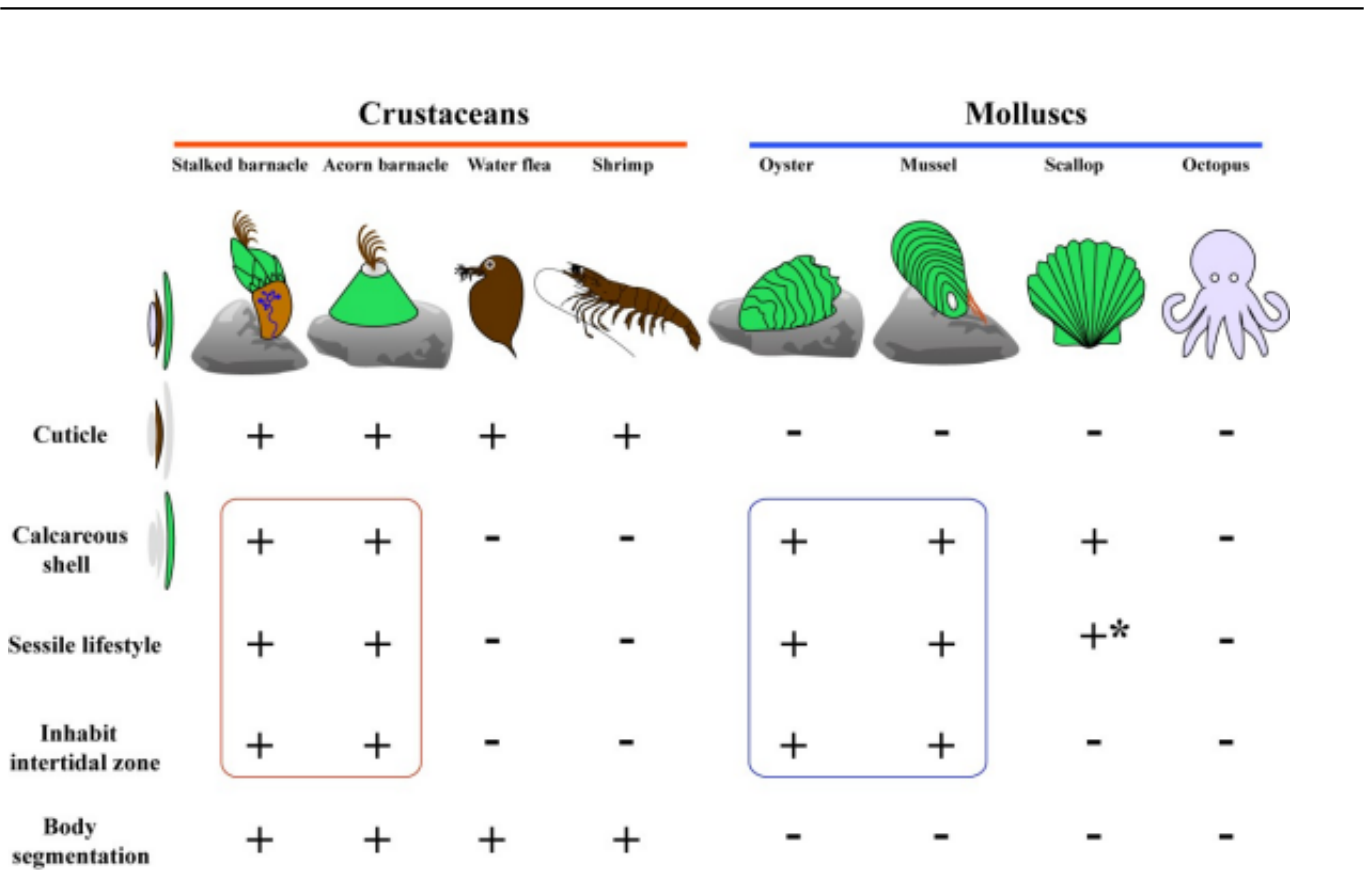 Crustaceans Molluscs
Stalked barnacle Acorn barnacle Water flea Shrimp Oyster Mussel Scallop Octopus
Cuticle + + + + - - - -
Calcareous
shell + + - - + + + -
Sessile lifestyle + + - - + + +* -
Inhabit
intertidal zone + + - - + + - -
Body
segmentation + + + + - - - -